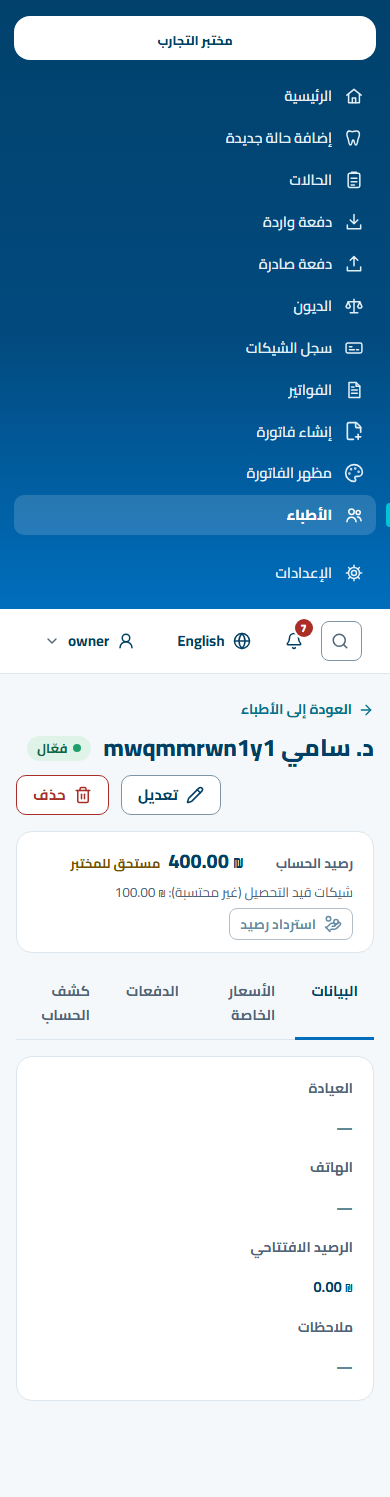 مختبر التجارب
الرئيسية
إضافة حالة جديدة
الحالات
دفعة واردة
دفعة صادرة
الديون
سجل الشيكات
الفواتير
إنشاء فاتورة
مظهر الفاتورة
الأطباء
الإعدادات
7
English
owner
العودة إلى الأطباء
د. سامي mwqmmrwn1y1
فعّال
تعديل
حذف
رصيد الحساب
₪ 400.00 مستحق للمختبر
شيكات قيد التحصيل (غير محتسبة): ₪ 100.00
استرداد رصيد
البيانات
الأسعار الخاصة
الدفعات
كشف الحساب
العيادة
—
الهاتف
—
الرصيد الافتتاحي
₪ 0.00
ملاحظات
—